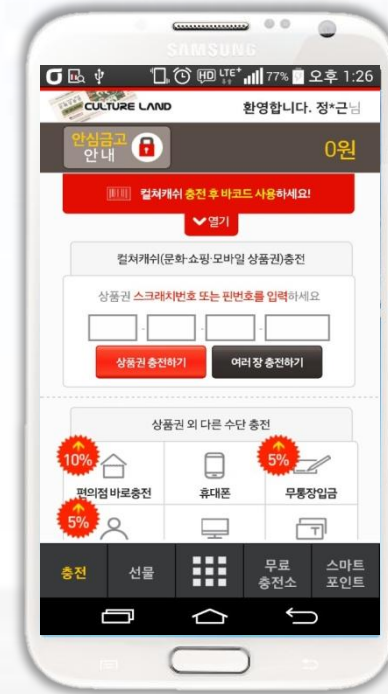 SAMSUNG
HD LTE+ 77% 오후 1:26
CULTURE LAND 환영합니다. 정*근님
안심금고
안내 0원
컬쳐캐쉬 충전 후 바코드 사용하세요!
열기
컬쳐캐쉬(문화·쇼핑·모바일 상품권)충전
상품권 스크래치번호 또는 핀번호를 입력하세요
- - -
상품권 충전하기 여러 장 충전하기
상품권 외 다른 수단 충전
10% 5%
편의점 바로충전 휴대폰 무통장입금
5% T
충전 선물 무료 충전소 스마트 포인트